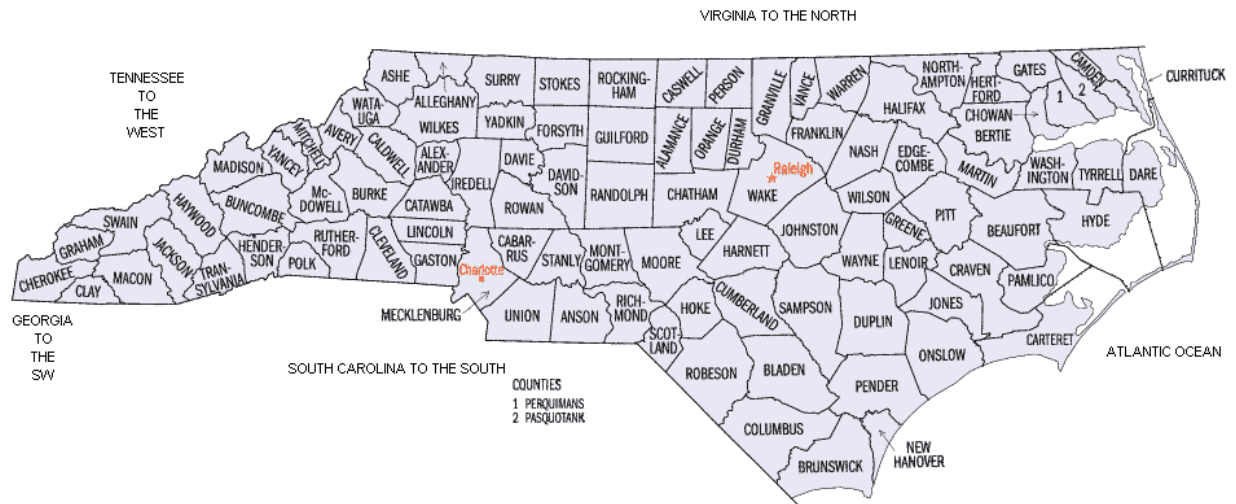 VIRGINIA TO THE NORTH
TENNESSEE
TO
THE
WEST
ASHE
ALLEGHANY
SURRY
STOKES
ROCKING-
HAM
CASWELL
PERSON
GRANVILLE
VANCE
WARREN
NORTH-
AMPTON
HERT-
FORD
GATES
CAMDEN
CURRITUCK
1
2
WATA-
UGA
WILKES
YADKIN
FORSYTH
GUILFORD
ALAMANCE
ORANGE
DURHAM
FRANKLIN
HALIFAX
CHOWAN
BERTIE
MITCHELL
AVERY
CALDWELL
ALEX-
ANDER
DAVIE
IREDELL
DAVID-
SON
RANDOLPH
CHATHAM
Raleigh
WAKE
NASH
EDGE-
COMBE
MARTIN
WASH-
INGTON
TYRRELL
DARE
MADISON
YANCEY
Mc-
DOWELL
BURKE
CATAWBA
ROWAN
WILSON
PITT
BEAUFORT
HYDE
SWAIN
HAYWOOD
BUNCOMBE
RUTHER-
FORD
CLEVELAND
LINCOLN
GASTON
CABAR-
RUS
STANLY
MONT-
GOMERY
MOORE
LEE
HARNETT
JOHNSTON
GREENE
WAYNE
LENOIR
CRAVEN
PAMLICO
GRAHAM
CHEROKEE
CLAY
MACON
JACKSON
TRAN-
SYLVANIA
HENDER-
SON
POLK
Charlotte
MECKLENBURG
UNION
ANSON
RICH-
MOND
SCOT-
LAND
HOKE
CUMBERLAND
SAMPSON
DUPLIN
JONES
ONSLOW
CARTERET
GEORGIA
TO
THE
SW
SOUTH CAROLINA TO THE SOUTH
ROBESON
BLADEN
PENDER
ATLANTIC OCEAN
COUNTIES
1 PERQUIMANS
2 PASQUOTANK
COLUMBUS
BRUNSWICK
NEW
HANOVER